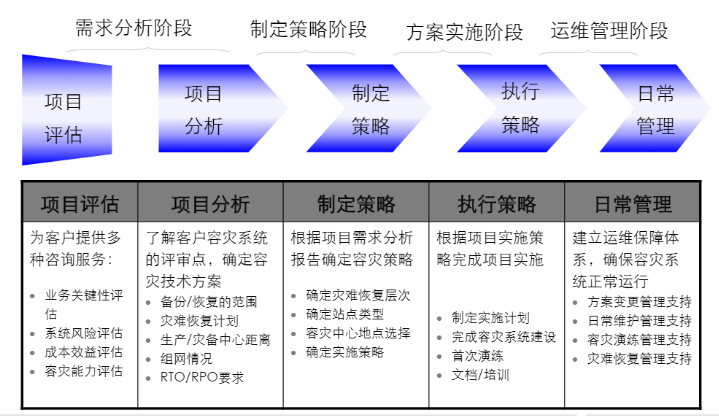 需求分析阶段
制定策略阶段
方案实施阶段
运维管理阶段
项目
评估
项目
分析
制定
策略
执行
策略
日常
管理
项目评估
项目分析
制定策略
执行策略
日常管理
为客户提供多
种咨询服务：
• 业务关键性评
估
• 系统风险评估
• 成本效益评估
• 容灾能力评估
了解客户容灾系统
的评审点，确定容
灾技术方案
• 备份/恢复的范围
• 灾难恢复计划
• 生产/灾备中心距离
• 组网情况
• RTO/RPO要求
根据项目需求分析
报告确定容灾策略
• 确定灾难恢复层次
• 确定站点类型
• 容灾中心地点选择
• 确定实施策略
根据项目实施策
略完成项目实施
• 制定实施计划
• 完成容灾系统建设
• 首次演练
• 文档/培训
建立运维保障体
系，确保容灾系
统正常运行
• 方案变更管理支持
• 日常维护管理支持
• 容灾演练管理支持
• 灾难恢复管理支持